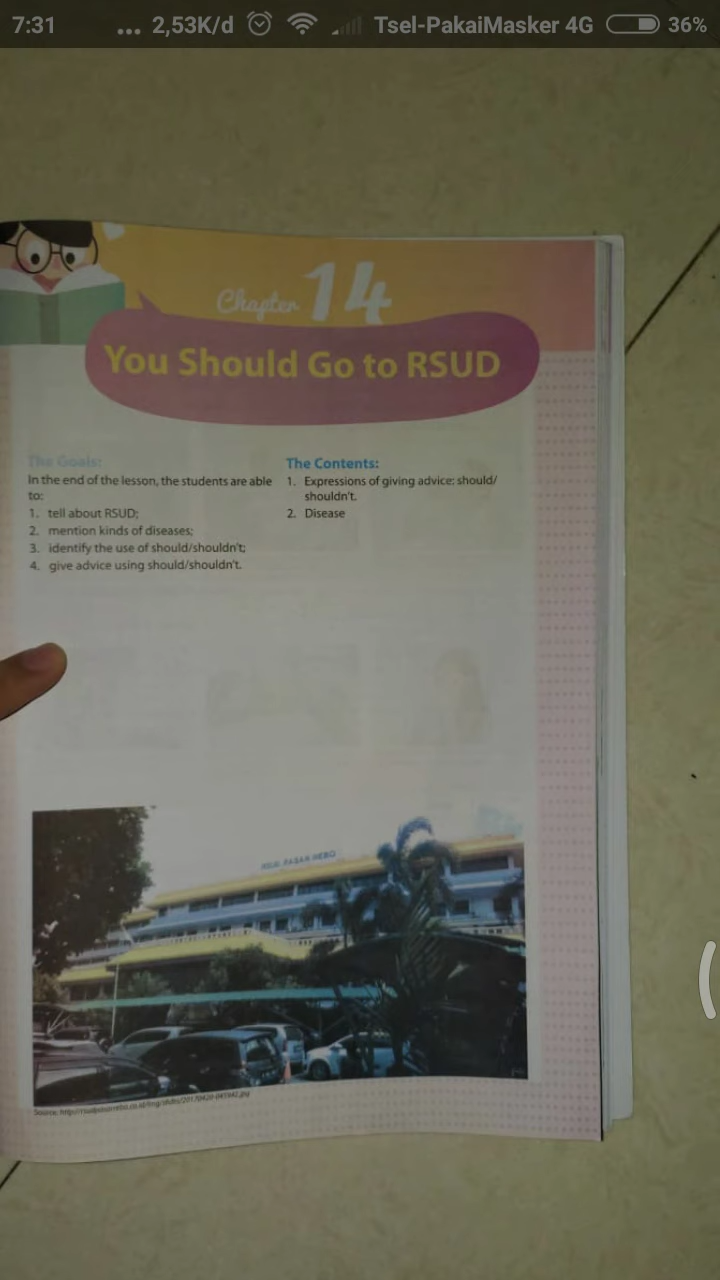 7:31 ... 2,53K/d Tsel-PakaiMasker 4G 36%
Chapter 14
You Should Go to RSUD
The Goals:
In the end of the lesson, the students are able
to:
1. tell about RSUD;
2. mention kinds of diseases;
3. identify the use of should/shouldn't;
4. give advice using should/shouldn't.
The Contents:
1. Expressions of giving advice: should/
shouldn't.
2. Disease
RSUD PASAR REBO